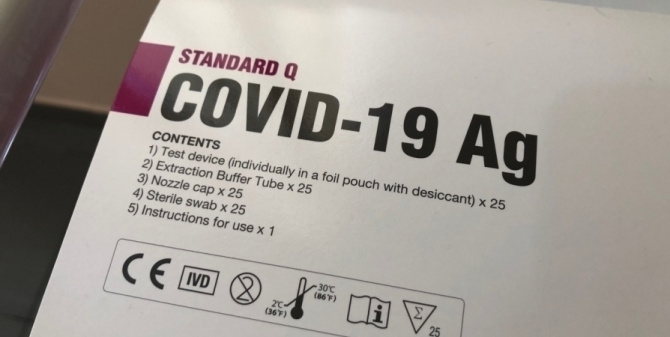 STANDARD Q
COVID-19 Ag
CONTENTS
1) Test device (individually in a foil pouch with desiccant) x 25
2) Extraction Buffer Tube x 25
3) Nozzle cap x 25
4) Sterile swab x 25
5) Instructions for use x 1
CE IVD 2 2℃ (36℉) 30℃ (86℉) i Σ 25